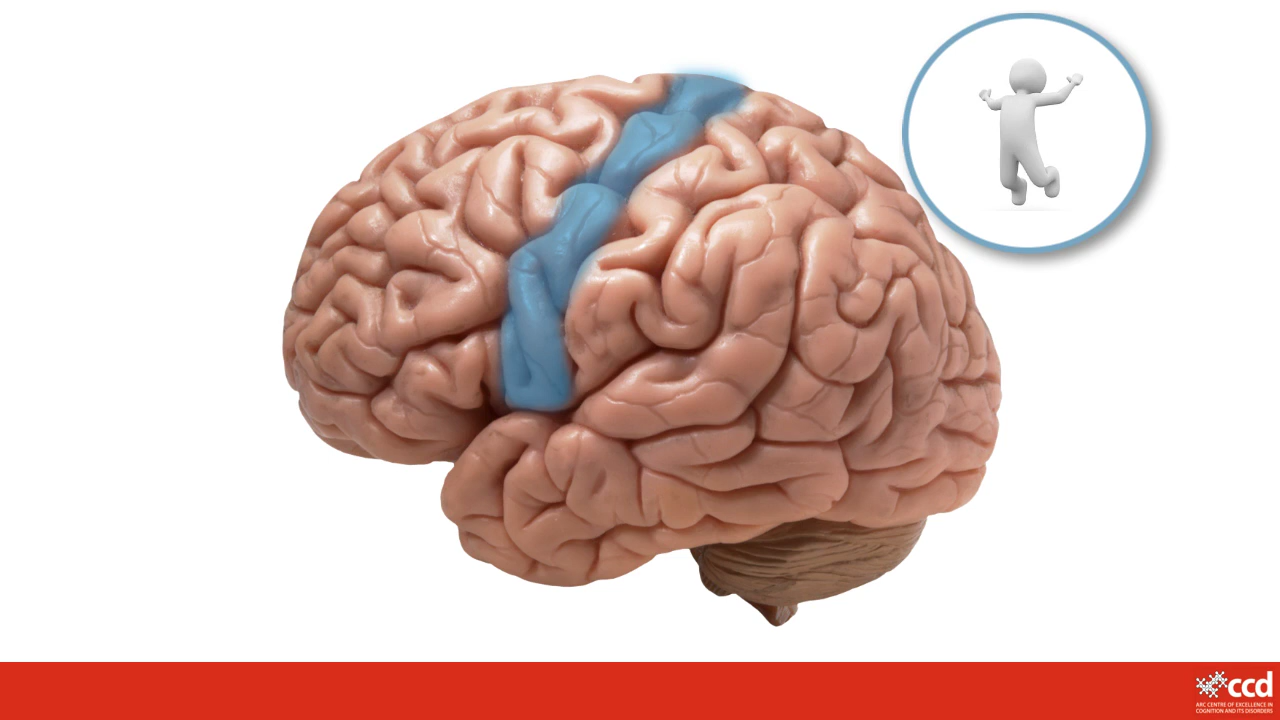 ccd
ARC CENTRE OF EXCELLENCE IN
COGNITION AND ITS DISORDERS